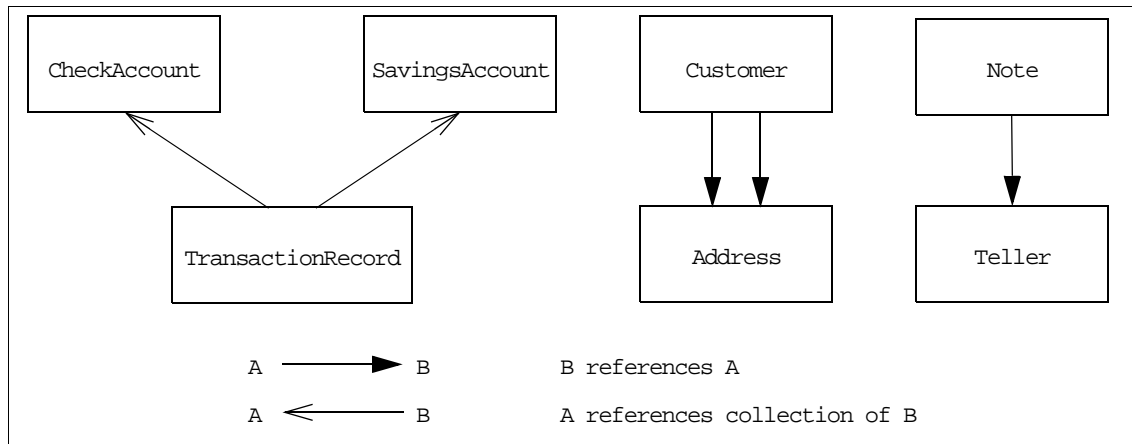 CheckAccount
SavingsAccount
Customer
Note
TransactionRecord
Address
Teller
A B B references A
A B A references collection of B